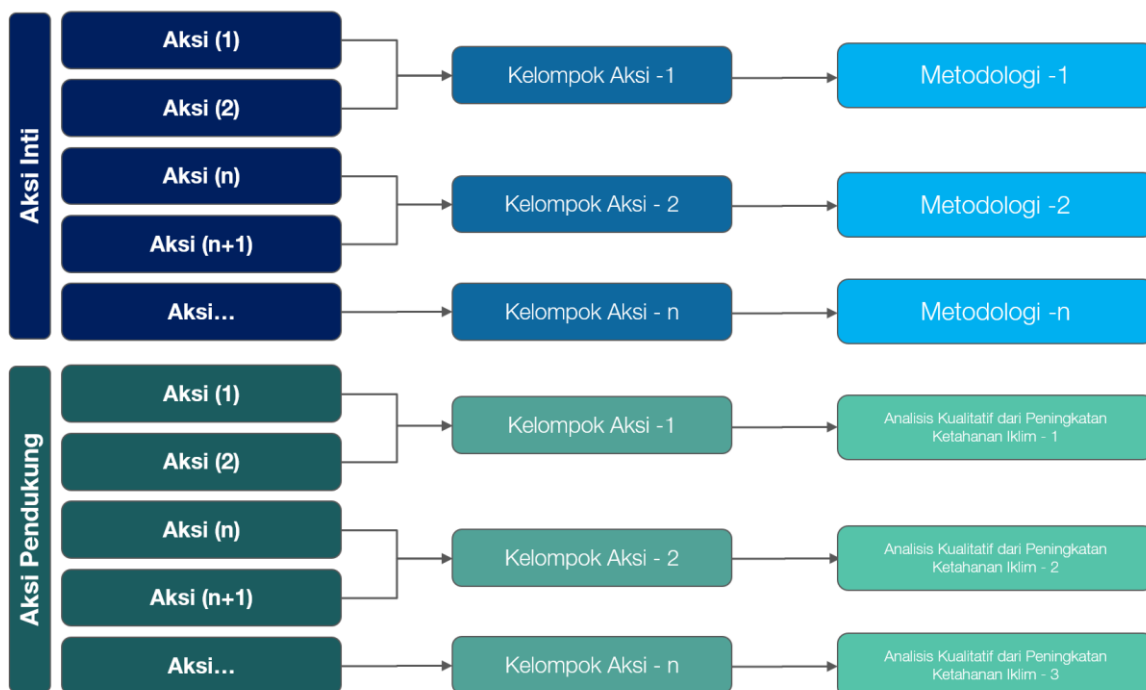 Aksi Inti
Aksi (1)
Aksi (2)
Kelompok Aksi -1
Metodologi -1
Aksi (n)
Aksi (n+1)
Kelompok Aksi - 2
Metodologi -2
Aksi...
Kelompok Aksi - n
Metodologi -n
Aksi Pendukung
Aksi (1)
Aksi (2)
Kelompok Aksi -1
Analisis Kualitatif dari Peningkatan
Ketahanan Iklim - 1
Aksi (n)
Aksi (n+1)
Kelompok Aksi - 2
Analisis Kualitatif dari Peningkatan
Ketahanan Iklim - 2
Aksi...
Kelompok Aksi - n
Analisis Kualitatif dari Peningkatan
Ketahanan Iklim - 3